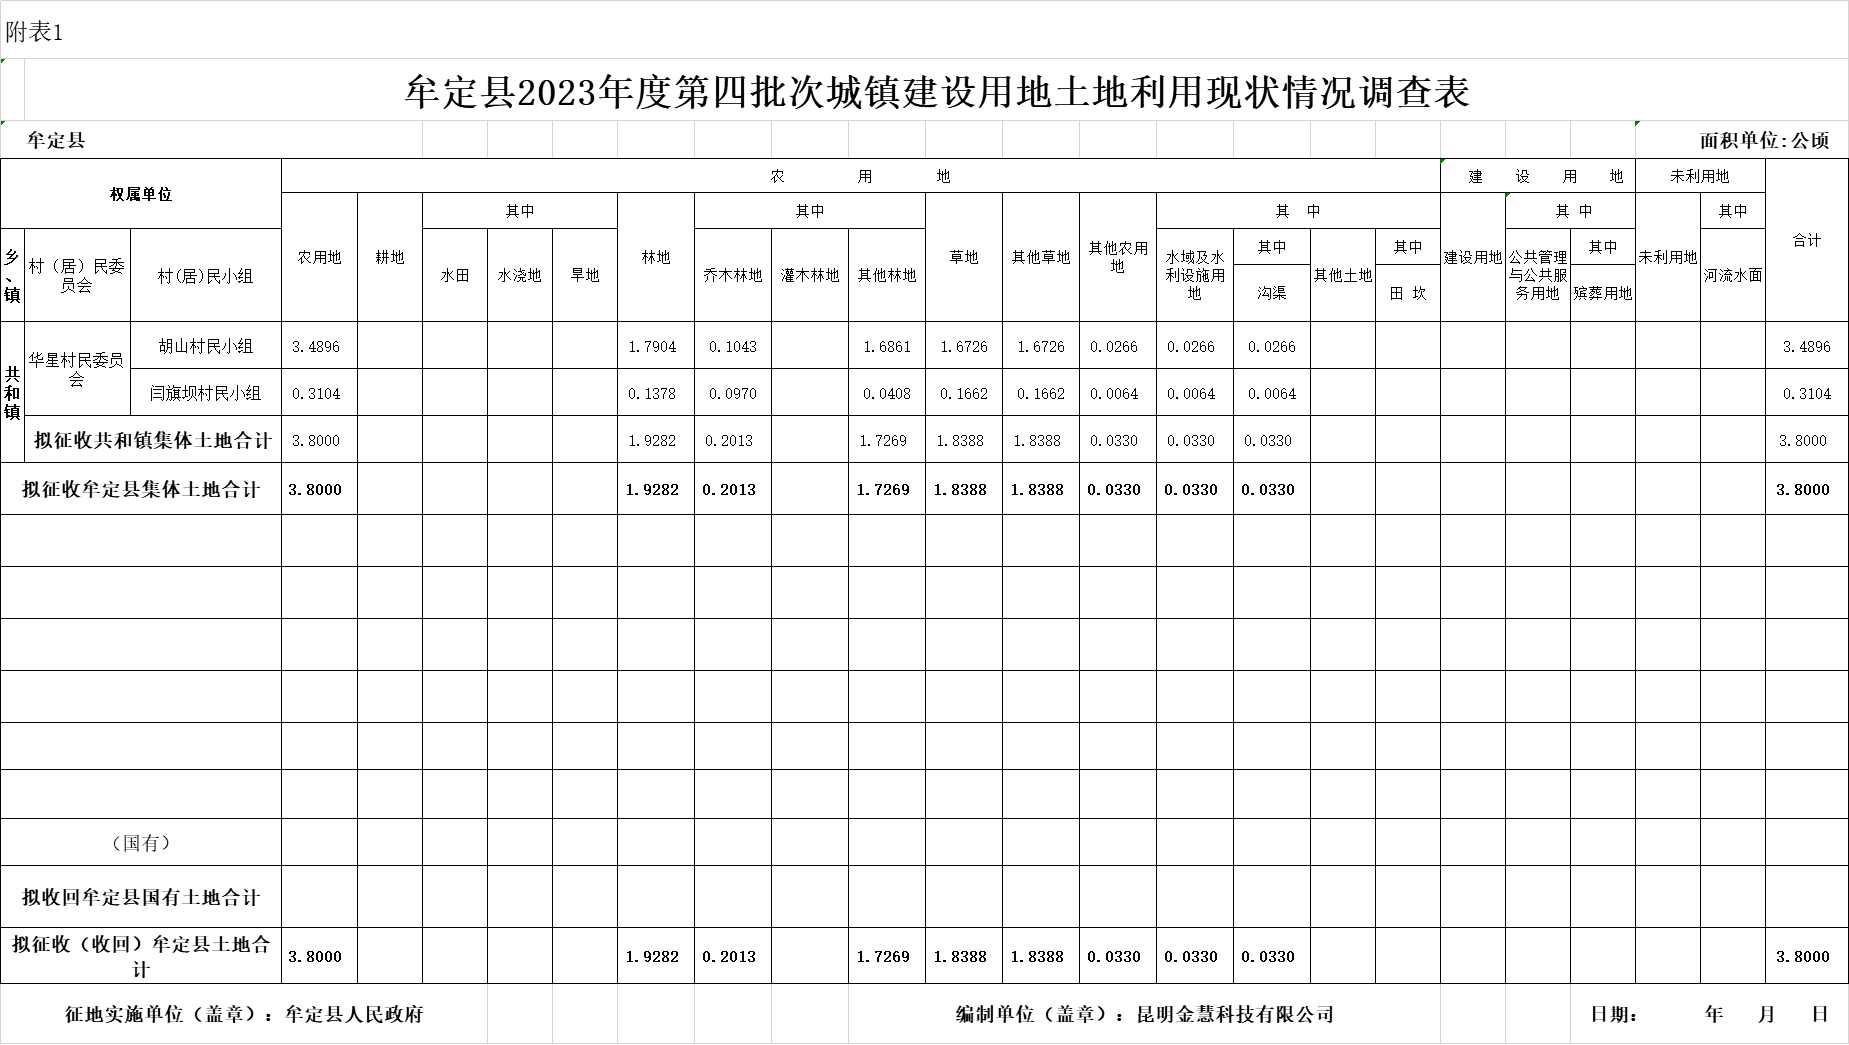 附表1
牟定县2023年度第四批次城镇建设用地土地利用现状情况调查表
牟定县 面积单位:公顷
权属单位 农 用 地 建 设 用 地 未利用地 合计
农用地 耕地 其中 林地 其中 草地 其他草地 其他农用地 其 中 建设用地 其 中 未利用地 其中
乡、镇 村（居）民委员会 村(居)民小组 水田 水浇地 旱地 乔木林地 灌木林地 其他林地 水域及水利设施用地 其中 其他土地 其中 公共管理与公共服务用地 其中 河流水面
沟渠 田 坎 殡葬用地
共和镇 华星村民委员会 胡山村民小组 3.4896 1.7904 0.1043 1.6861 1.6726 1.6726 0.0266 0.0266 0.0266 3.4896
闫旗坝村民小组 0.3104 0.1378 0.0970 0.0408 0.1662 0.1662 0.0064 0.0064 0.0064 0.3104
拟征收共和镇集体土地合计 3.8000 1.9282 0.2013 1.7269 1.8388 1.8388 0.0330 0.0330 0.0330 3.8000
拟征收牟定县集体土地合计 3.8000 1.9282 0.2013 1.7269 1.8388 1.8388 0.0330 0.0330 0.0330 3.8000
（国有）
拟收回牟定县国有土地合计
拟征收（收回）牟定县土地合计 3.8000 1.9282 0.2013 1.7269 1.8388 1.8388 0.0330 0.0330 0.0330 3.8000
征地实施单位（盖章）：牟定县人民政府 编制单位（盖章）：昆明金慧科技有限公司 日期： 年 月 日